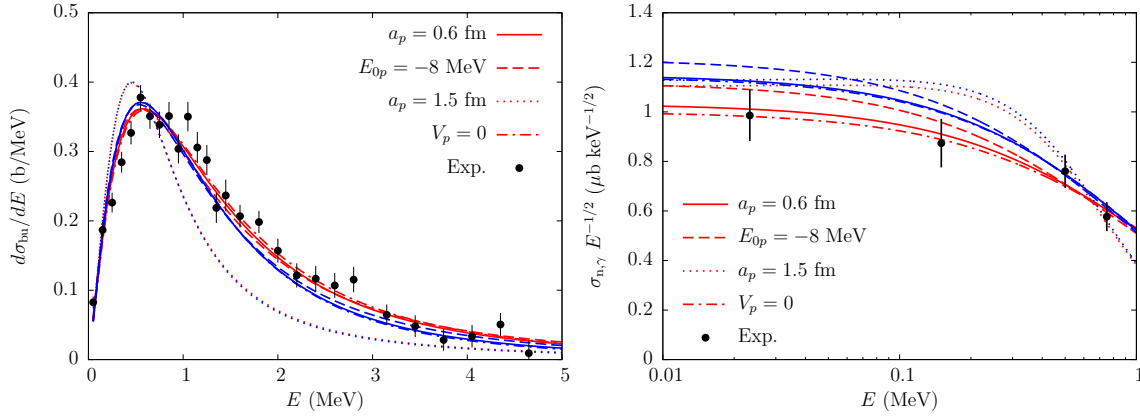 dσbu/dE (b/MeV)
0.5
0.4
0.3
0.2
0.1
0
0 1 2 3 4 5
E (MeV)
ap = 0.6 fm
E0p = −8 MeV
ap = 1.5 fm
Vp = 0
Exp.
σn,γ E−1/2 (μb keV−1/2)
1.6
1.4
1.2
1
0.8
0.6
0.4
0.2
0
0.01 0.1 1
E (MeV)
E (MeV)
ap = 0.6 fm
E0p = −8 MeV
ap = 1.5 fm
Vp = 0
Exp.